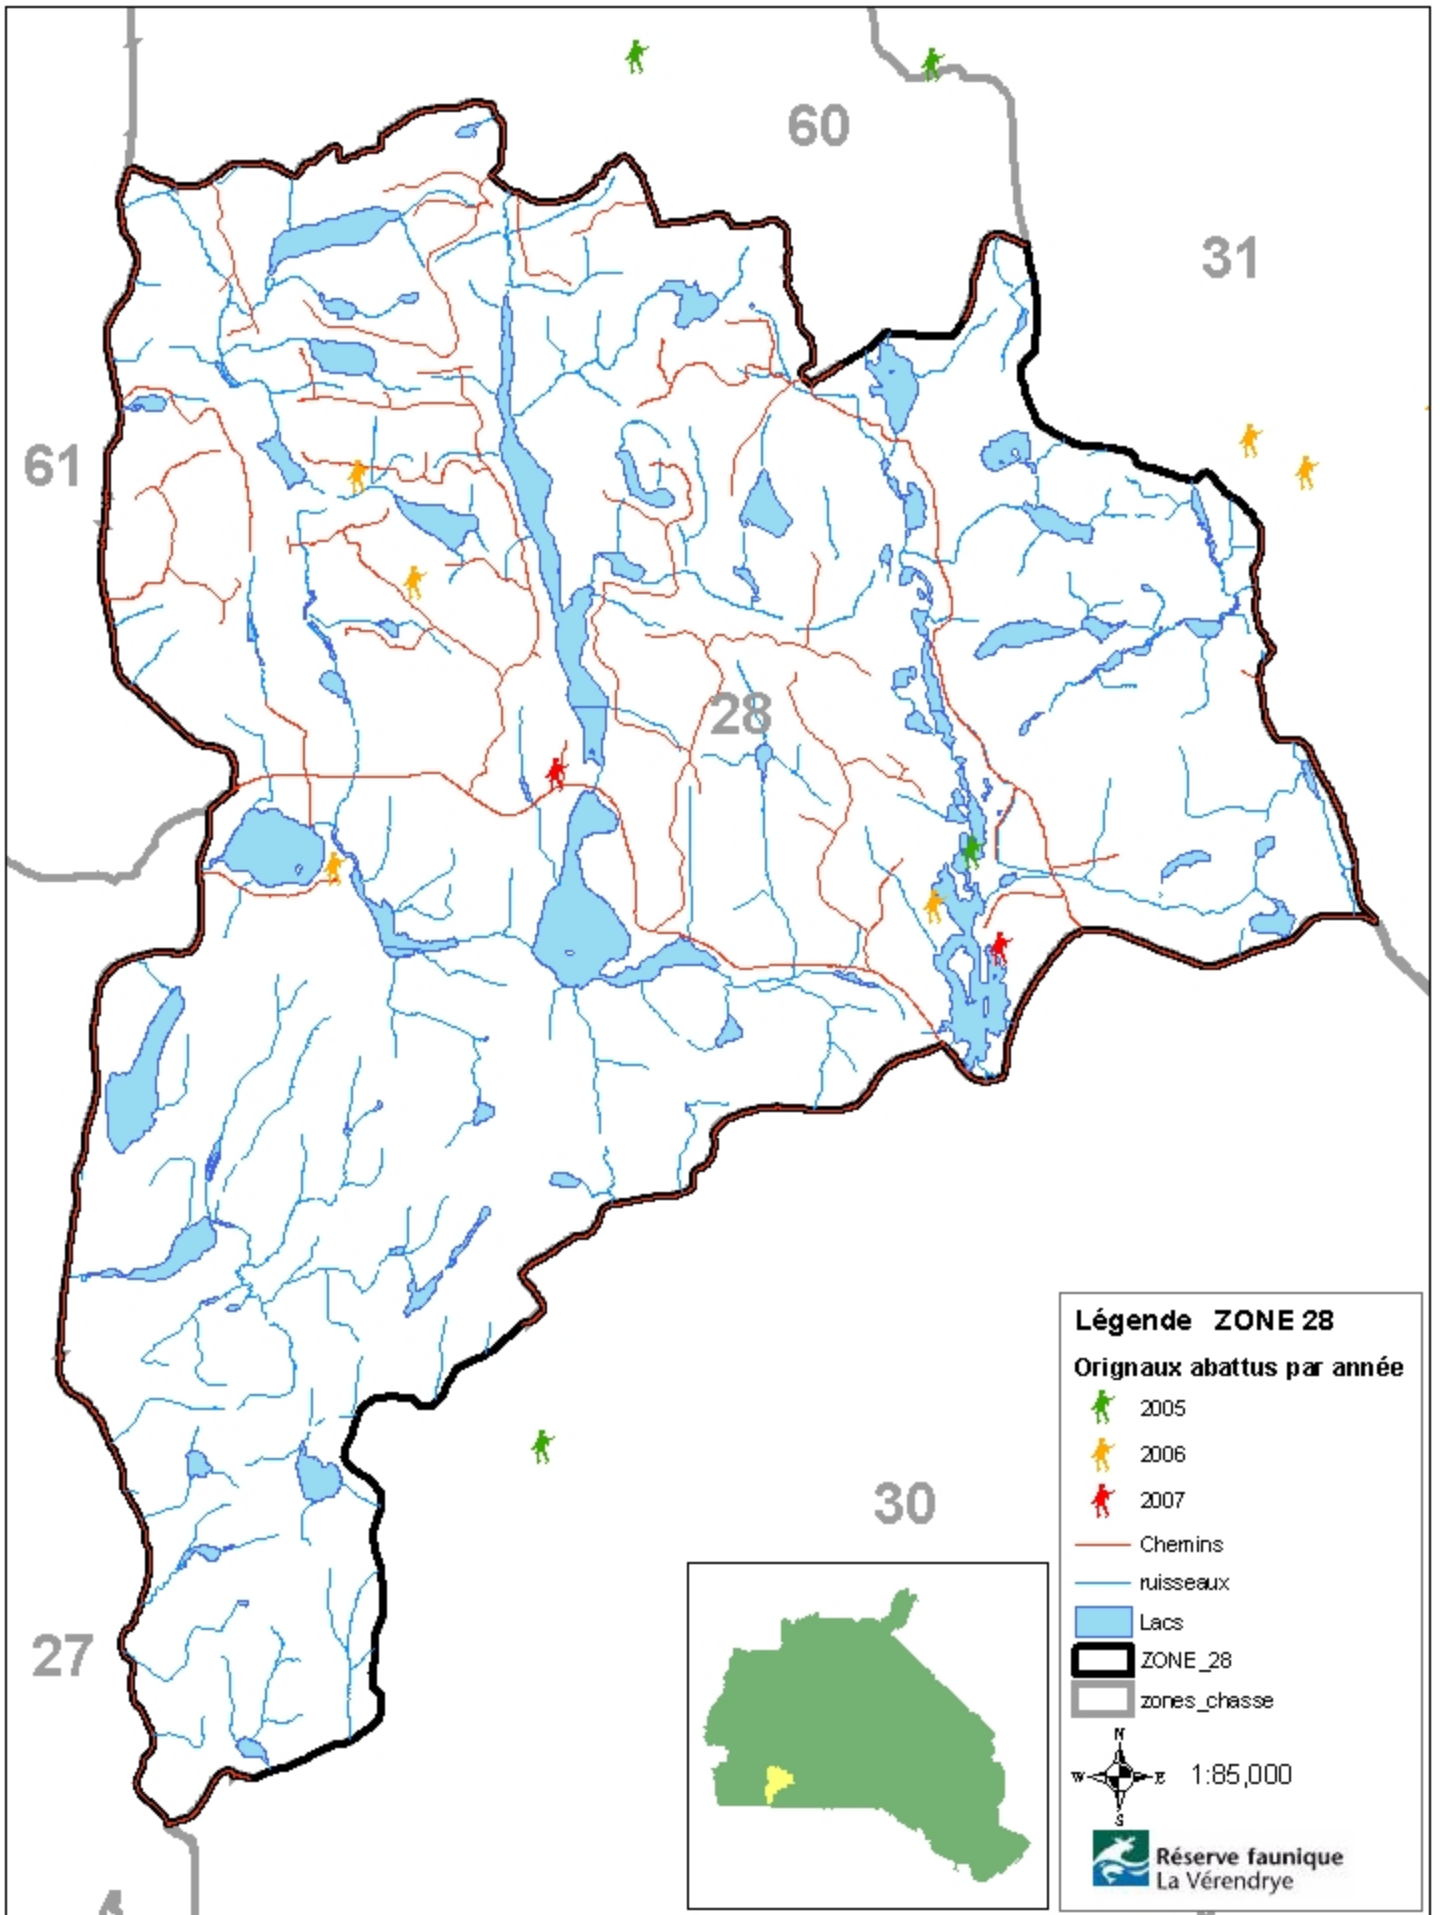 60
31
61
28
30
27
Légende ZONE 28
Orignaux abattus par année
2005
2006
2007
Chemins
ruisseaux
Lacs
ZONE_28
zones_chasse
N
W E 1:85,000
S
Réserve faunique
La Vérendrye